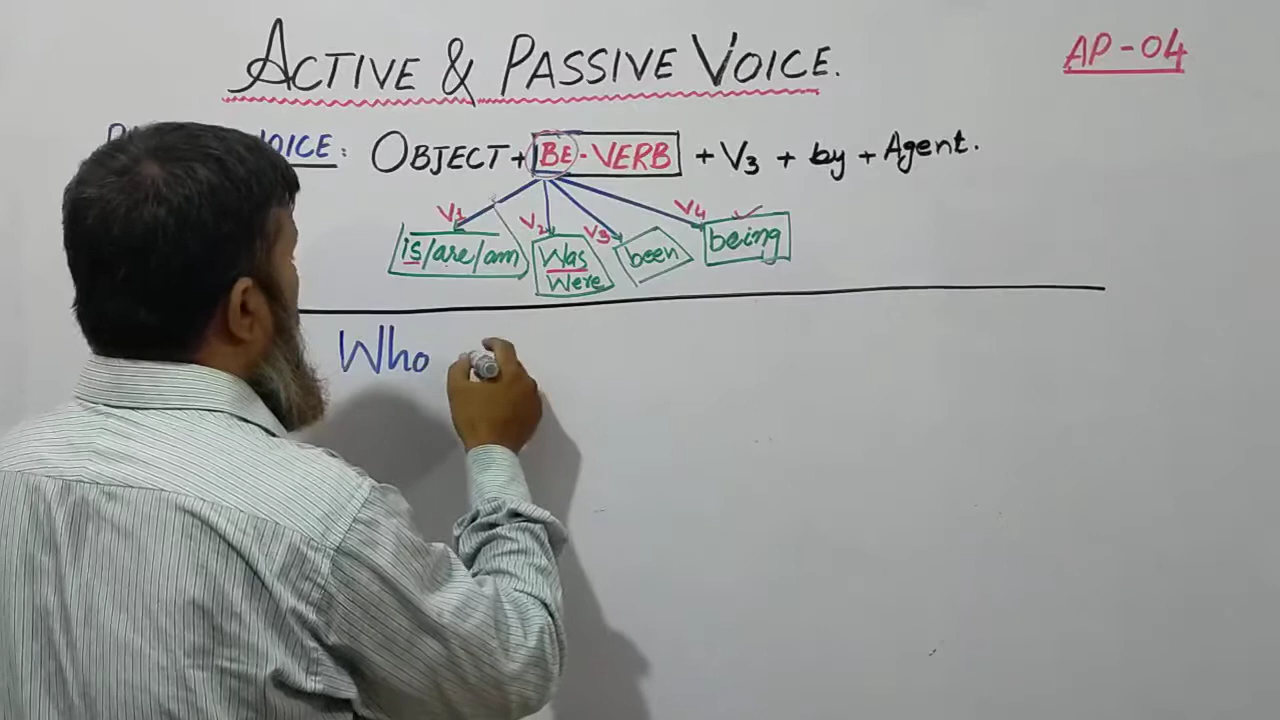 ACTIVE & PASSIVE VOICE.
AP-04
VOICE: OBJECT + BE-VERB + V3 + by + Agent.
V1 V2 V3 V4
is/are/am Was Were been being
Who